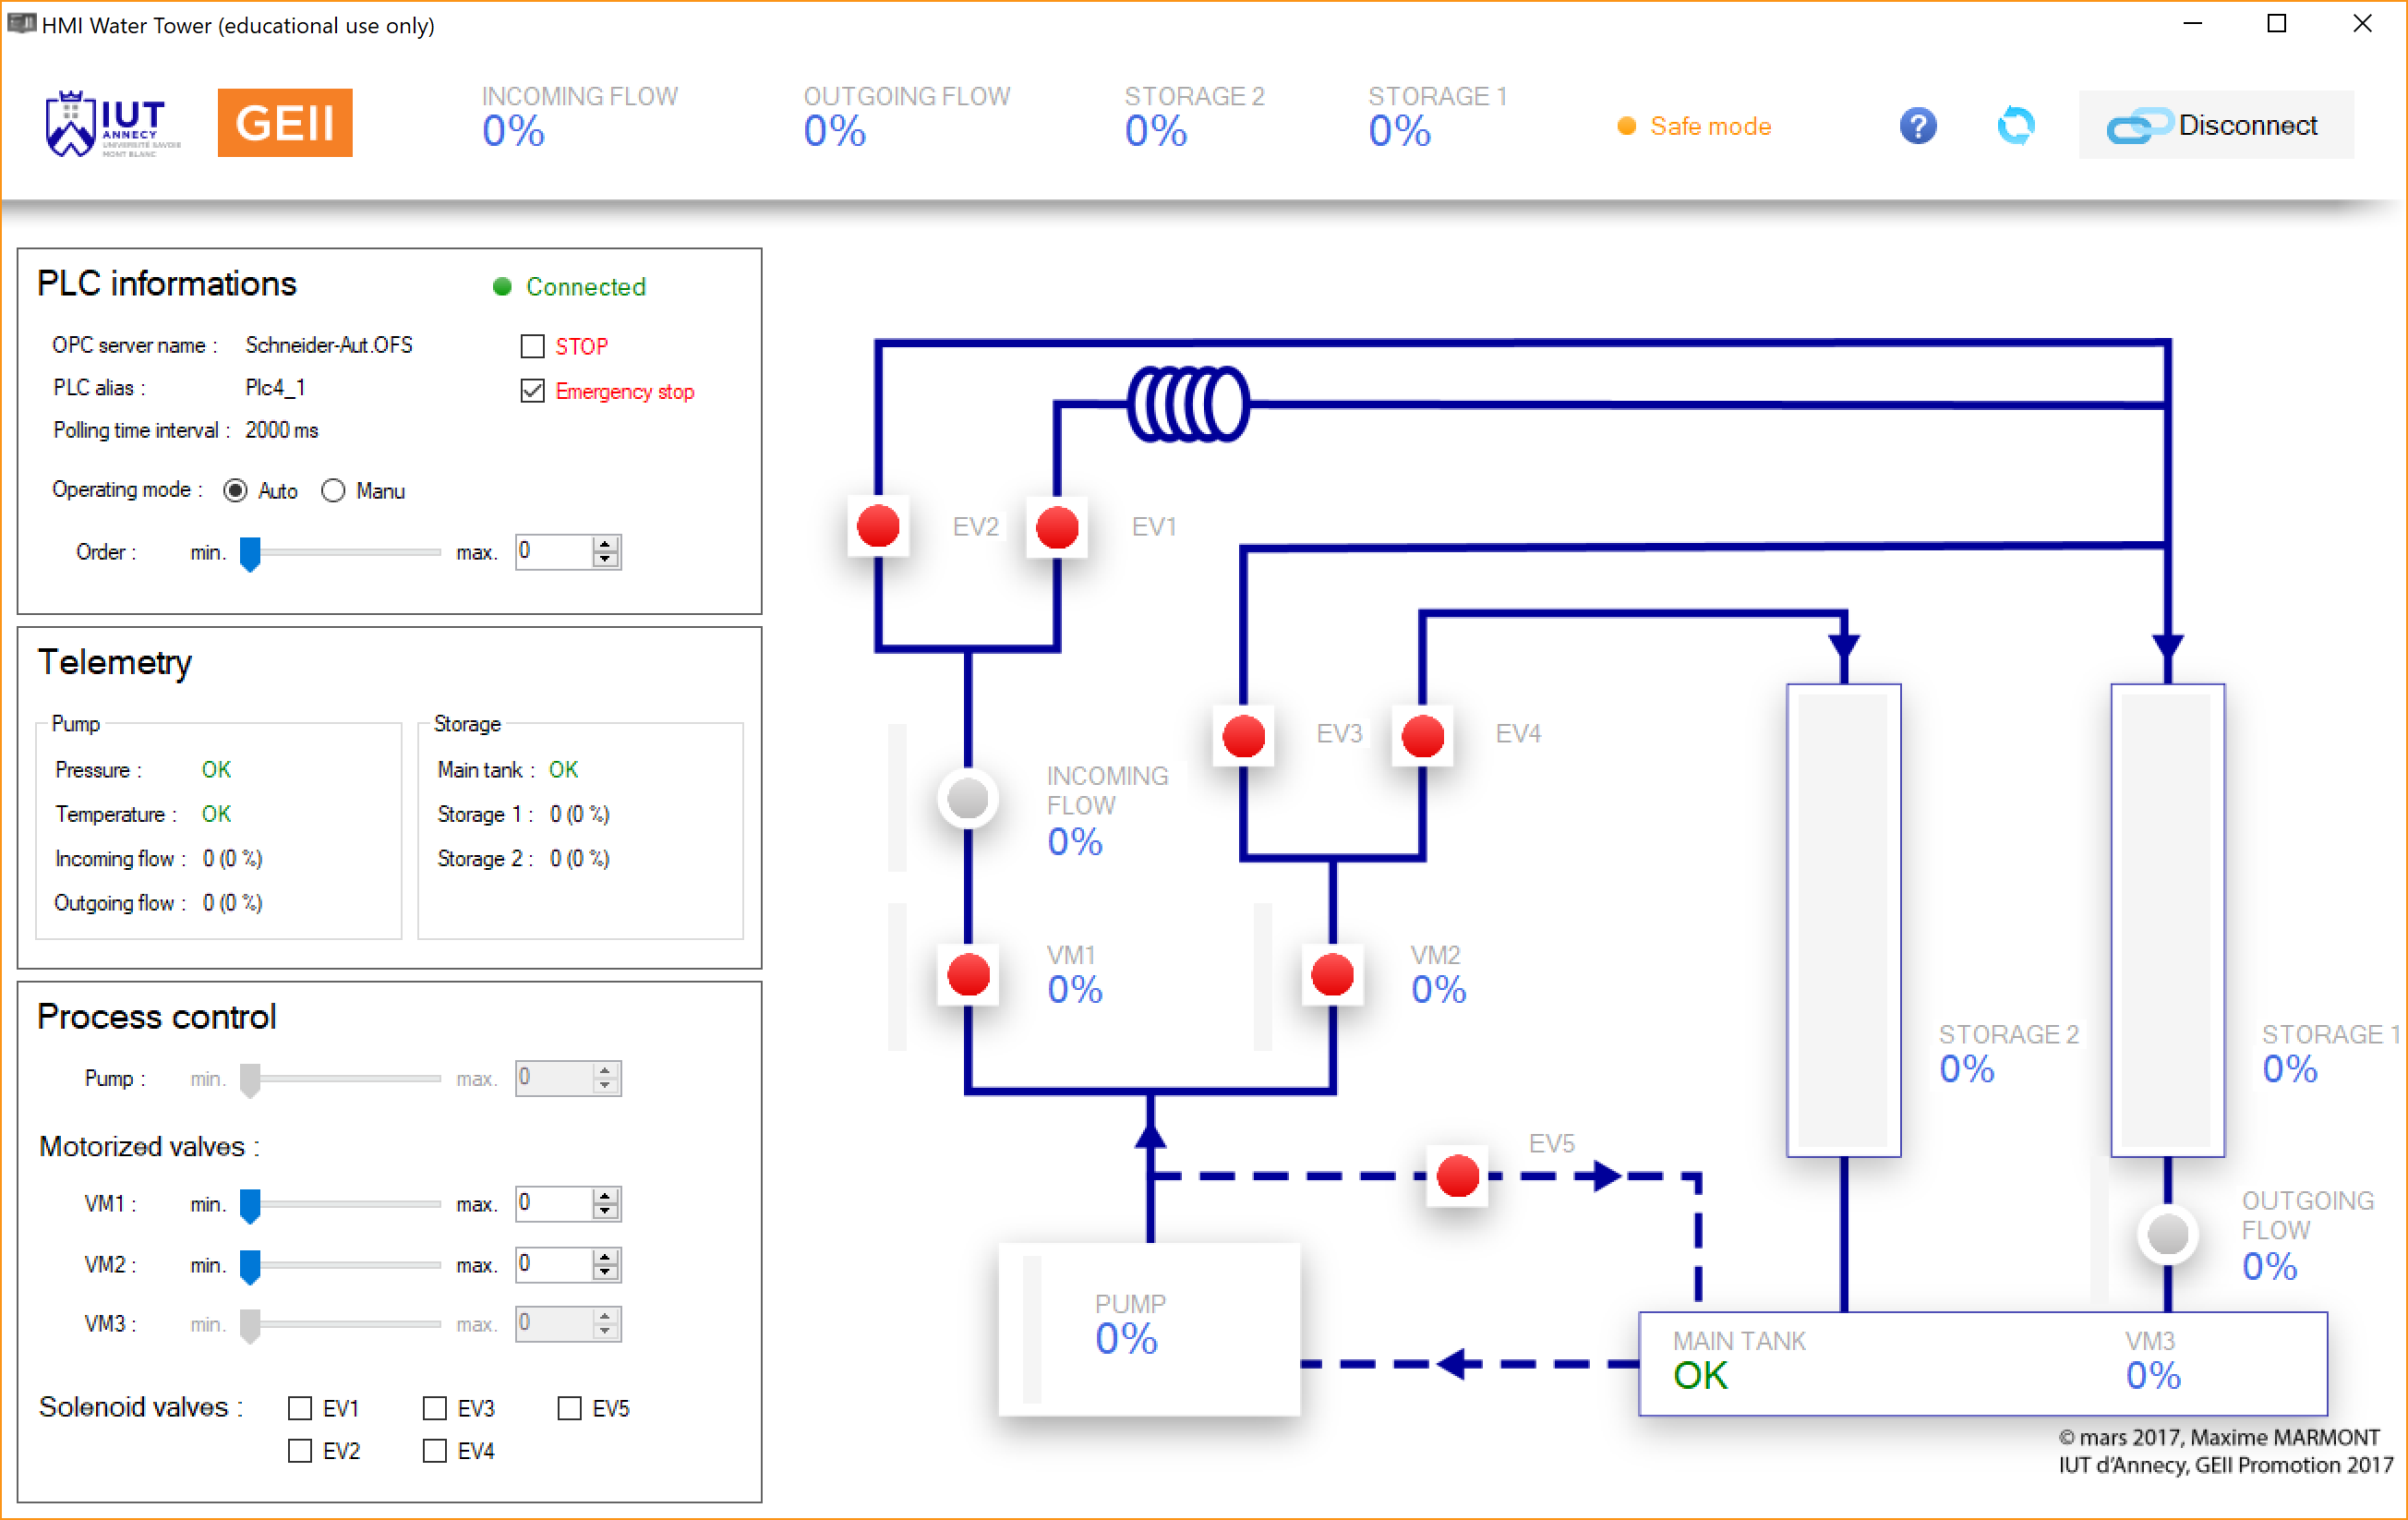 HMI Water Tower (educational use only)
IUT
ANNECY
UNIVERSITÉ SAVOIE
MONT BLANC
GEII
INCOMING FLOW
0%
OUTGOING FLOW
0%
STORAGE 2
0%
STORAGE 1
0%
Safe mode
?
Disconnect
PLC informations
Connected
OPC server name : Schneider-Aut.OFS
STOP
PLC alias : Plc4_1
Emergency stop
Polling time interval : 2000 ms
Operating mode : Auto Manu
Order : min. max. 0
Telemetry
Pump
Pressure : OK
Temperature : OK
Incoming flow : 0 (0 %)
Outgoing flow : 0 (0 %)
Storage
Main tank : OK
Storage 1 : 0 (0 %)
Storage 2 : 0 (0 %)
Process control
Pump : min. max. 0
Motorized valves :
VM1 : min. max. 0
VM2 : min. max. 0
VM3 : min. max. 0
Solenoid valves : EV1 EV3 EV5
EV2 EV4
EV2
EV1
EV3
EV4
INCOMING
FLOW
0%
VM1
0%
VM2
0%
STORAGE 2
0%
STORAGE 1
0%
EV5
OUTGOING
FLOW
0%
PUMP
0%
MAIN TANK
OK
VM3
0%
© mars 2017, Maxime MARMONT
IUT d'Annecy, GEII Promotion 2017